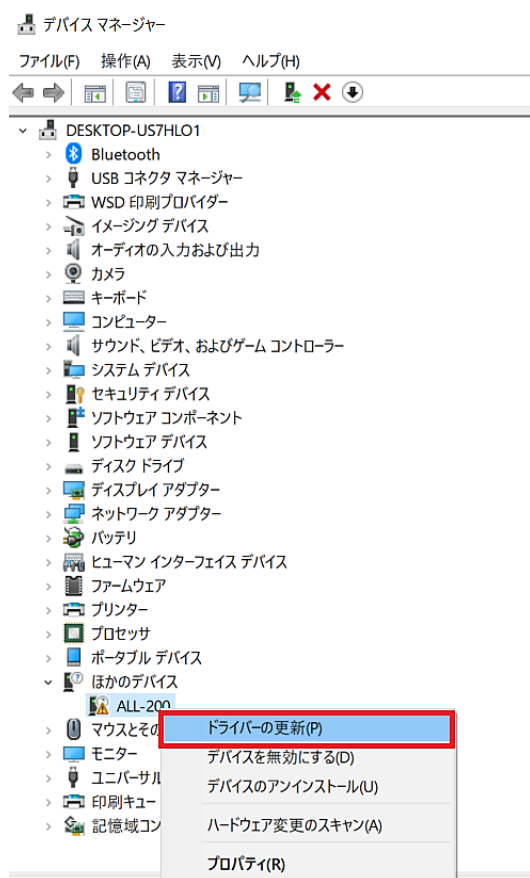 デバイス マネージャー
ファイル(F) 操作(A) 表示(V) ヘルプ(H)
DESKTOP-US7HLO1
Bluetooth
USB コネクタ マネージャー
WSD 印刷プロバイダー
イメージング デバイス
オーディオの入力および出力
カメラ
キーボード
コンピューター
サウンド、ビデオ、およびゲーム コントローラー
システム デバイス
セキュリティ デバイス
ソフトウェア コンポーネント
ソフトウェア デバイス
ディスク ドライブ
ディスプレイ アダプター
ネットワーク アダプター
バッテリ
ヒューマン インターフェイス デバイス
ファームウェア
プリンター
プロセッサ
ポータブル デバイス
ほかのデバイス
ALL-200
マウスとその
ドライバーの更新(P)
モニター
デバイスを無効にする(D)
ユニバーサル
デバイスのアンインストール(U)
印刷キュー
記憶域コン
ハードウェア変更のスキャン(A)
プロパティ(R)